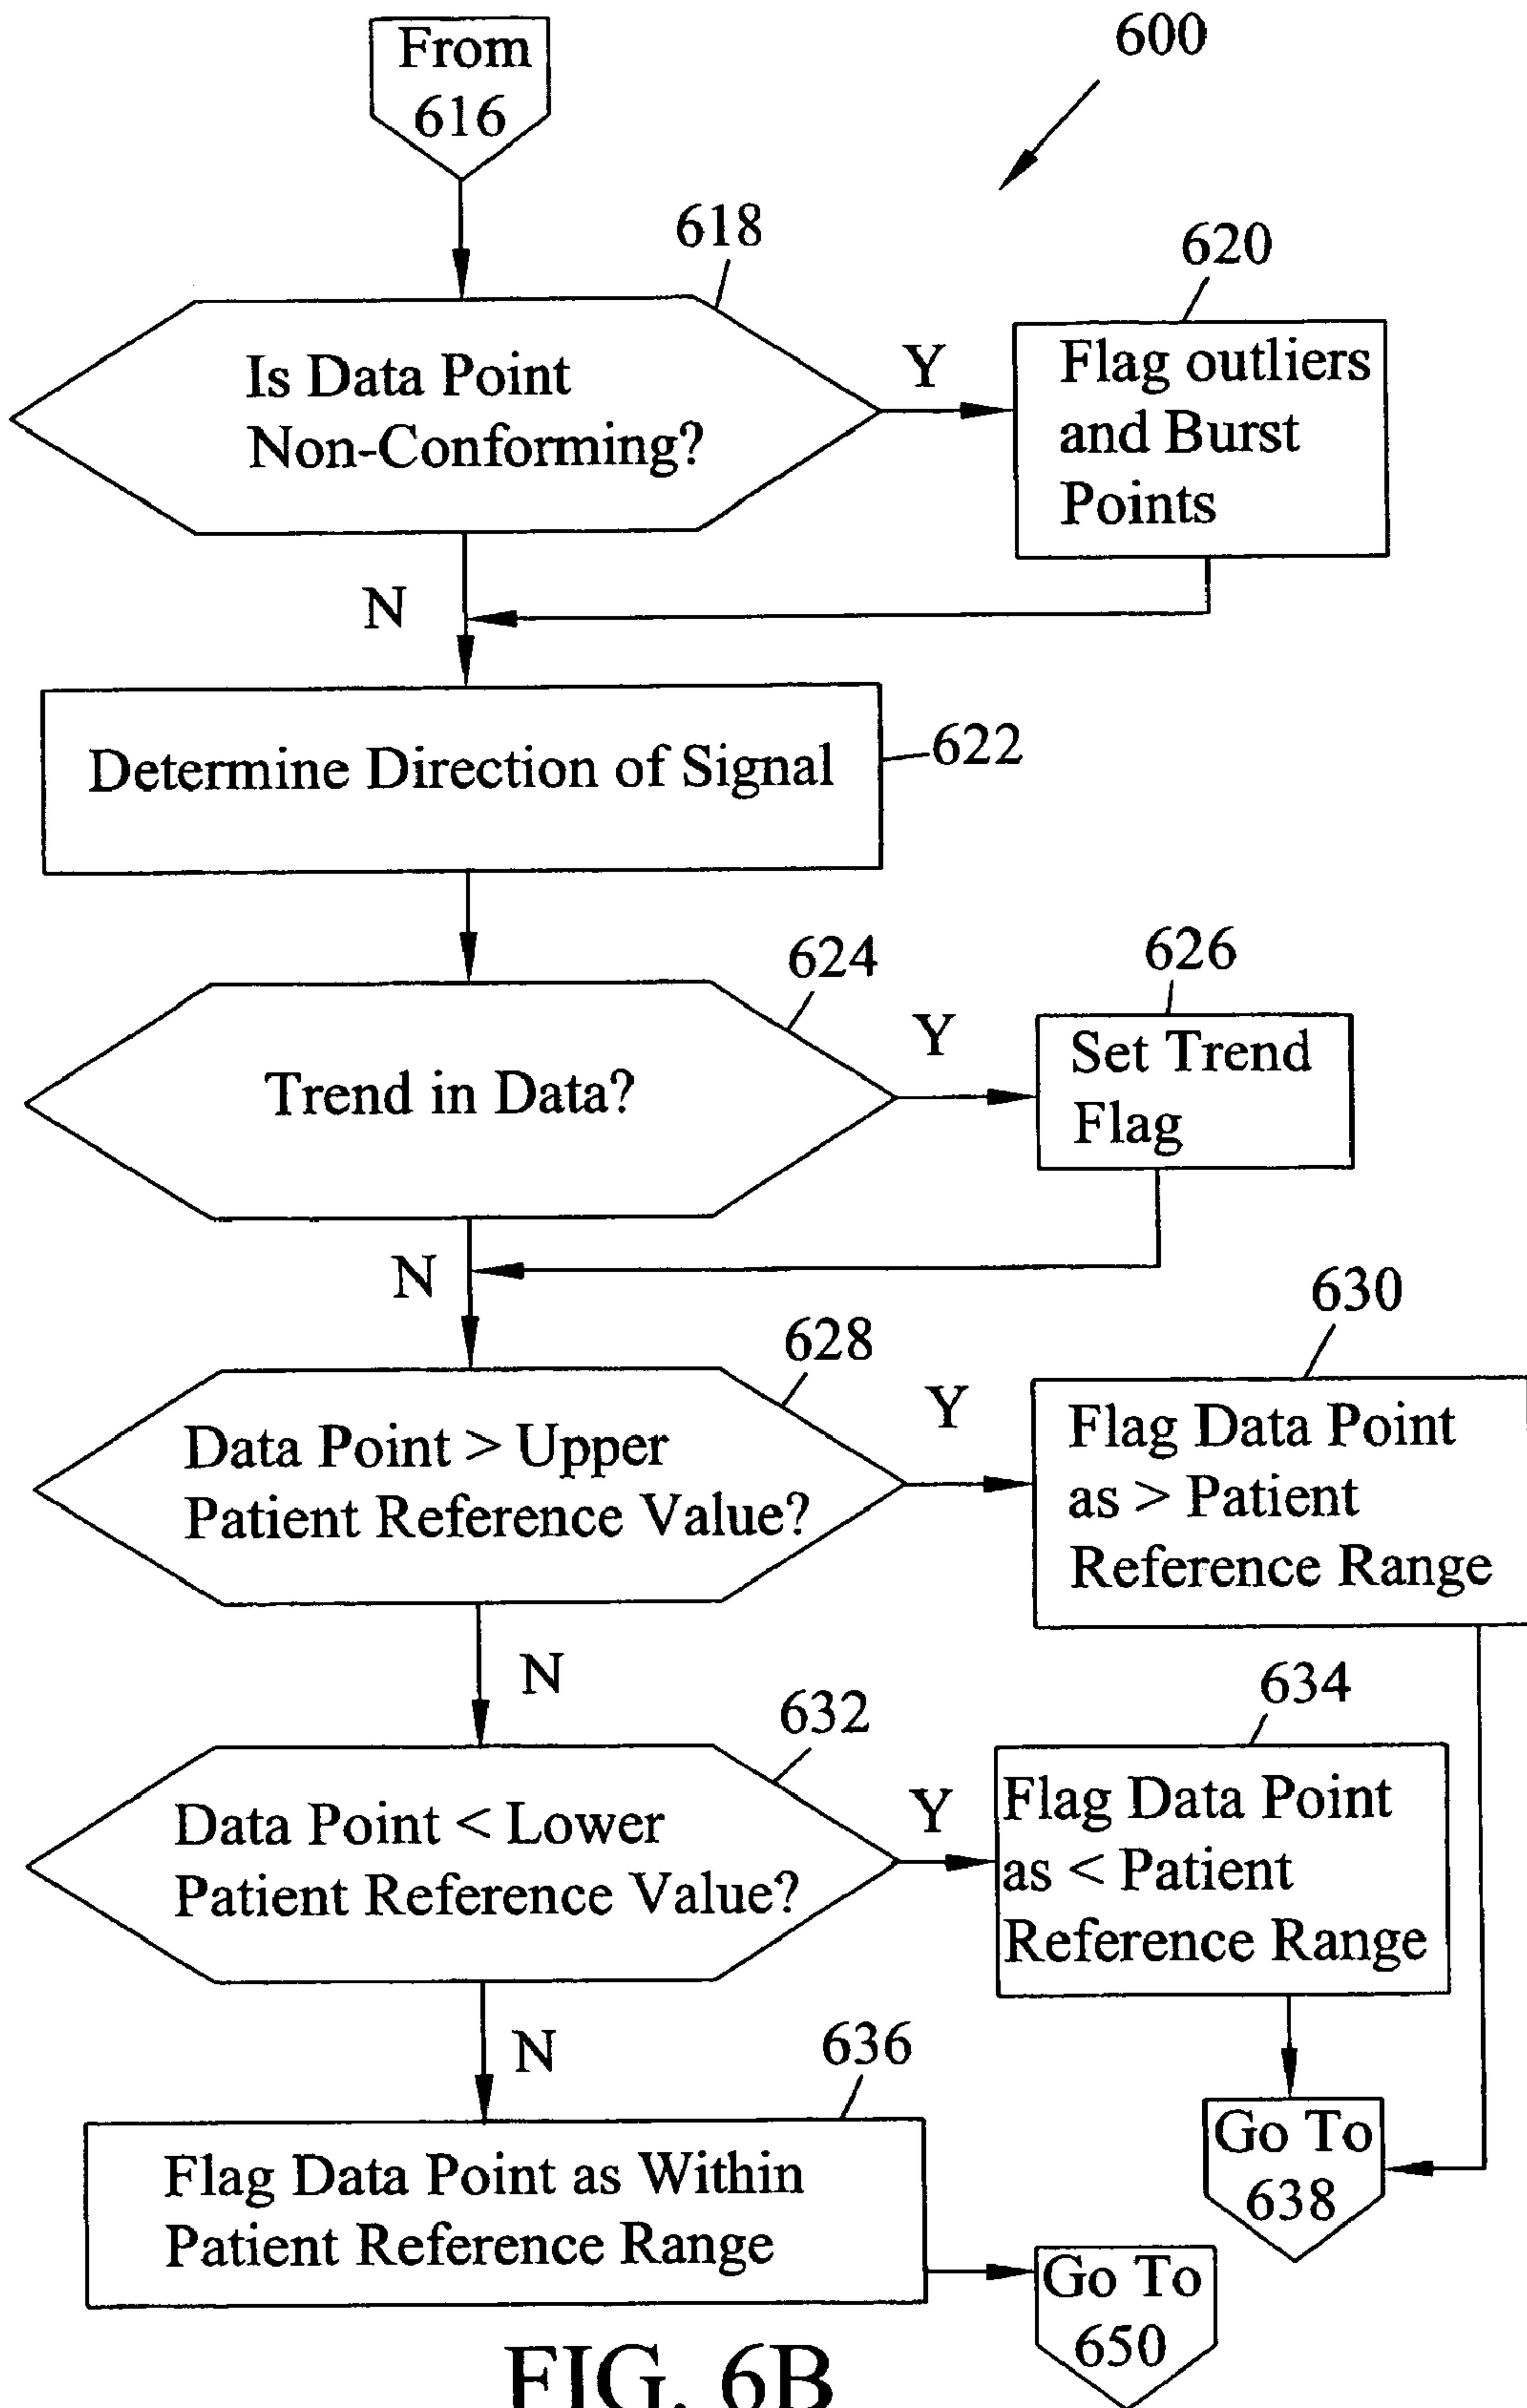 From
616
600
618
620
Is Data Point
Non-Conforming?
Y
Flag outliers
and Burst
Points
N
Determine Direction of Signal
622
624
626
Trend in Data?
Y
Set Trend
Flag
N
628
630
Data Point > Upper
Patient Reference Value?
Y
Flag Data Point
as > Patient
Reference Range
N
632
634
Data Point < Lower
Patient Reference Value?
Y
Flag Data Point
as < Patient
Reference Range
N
636
Flag Data Point as Within
Patient Reference Range
Go To
638
Go To
650
FIG. 6B